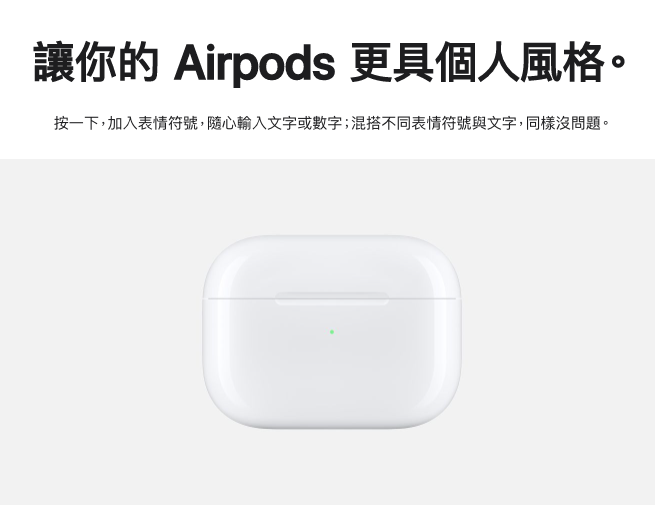 讓你的 Airpods 更具個人風格。
按一下，加入表情符號，隨心輸入文字或數字；混搭不同表情符號與文字，同樣沒問題。